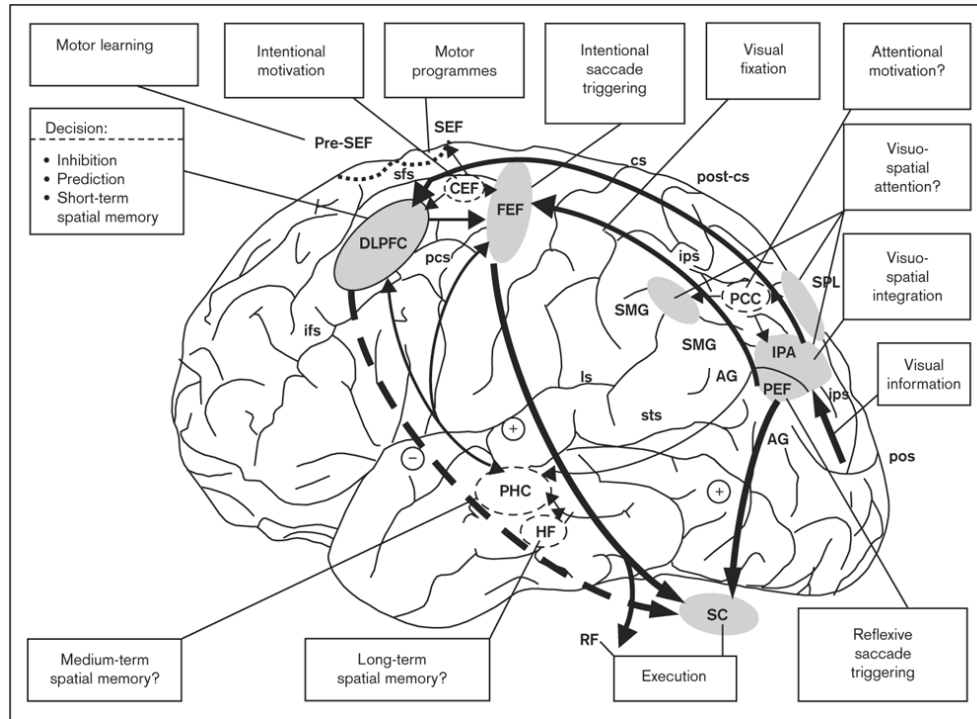 Motor learning
Intentional
motivation
Motor
programmes
Intentional
saccade
triggering
Visual
fixation
Attentional
motivation?
Decision:
• Inhibition
• Prediction
• Short-term
spatial memory
Visuo-
spatial
attention?
Visuo-
spatial
integration
Visual
information
Pre-SEF
SEF
sfs
CEF
FEF
DLPFC
pcs
ifs
cs
post-cs
ips
PCC
SPL
SMG
SMG
IPA
AG
PEF
ips
ls
sts
AG
pos
+
−
+
PHC
HF
SC
RF
Medium-term
spatial memory?
Long-term
spatial memory?
Execution
Reflexive
saccade
triggering